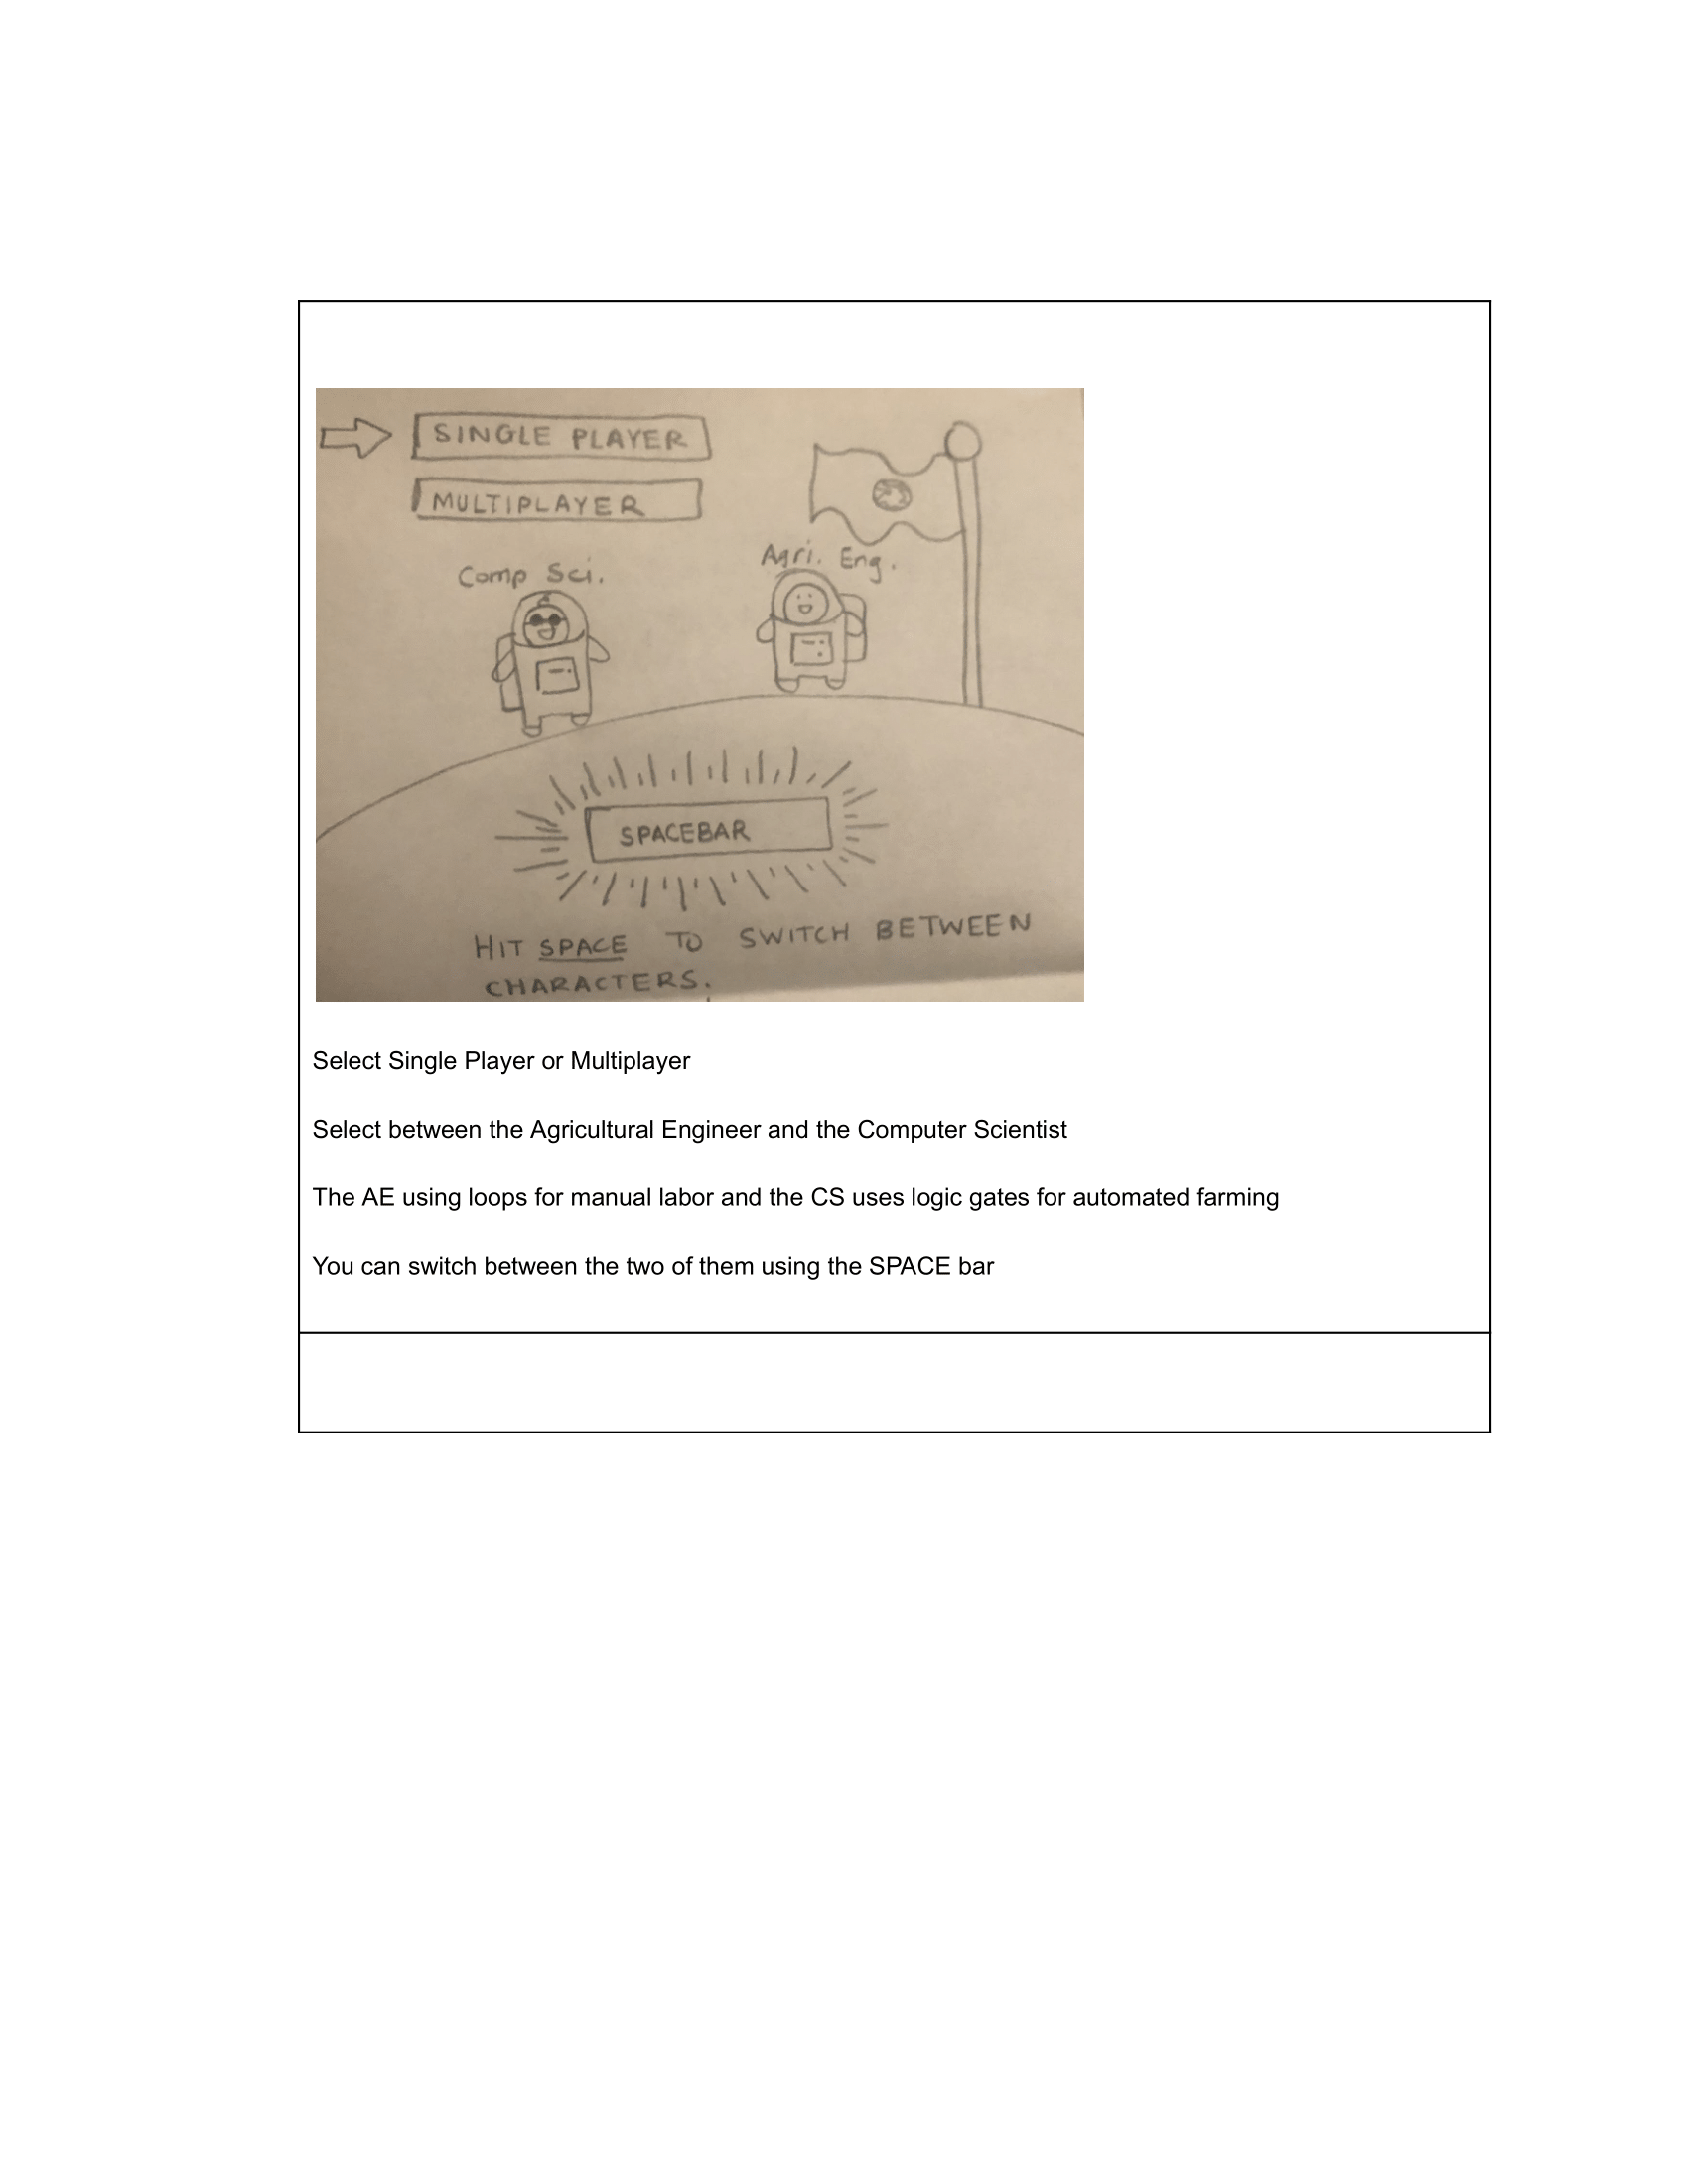 SINGLE PLAYER
MULTIPLAYER
Comp Sci.
Agri. Eng.
SPACEBAR
HIT SPACE TO SWITCH BETWEEN
CHARACTERS.
Select Single Player or Multiplayer
Select between the Agricultural Engineer and the Computer Scientist
The AE using loops for manual labor and the CS uses logic gates for automated farming
You can switch between the two of them using the SPACE bar